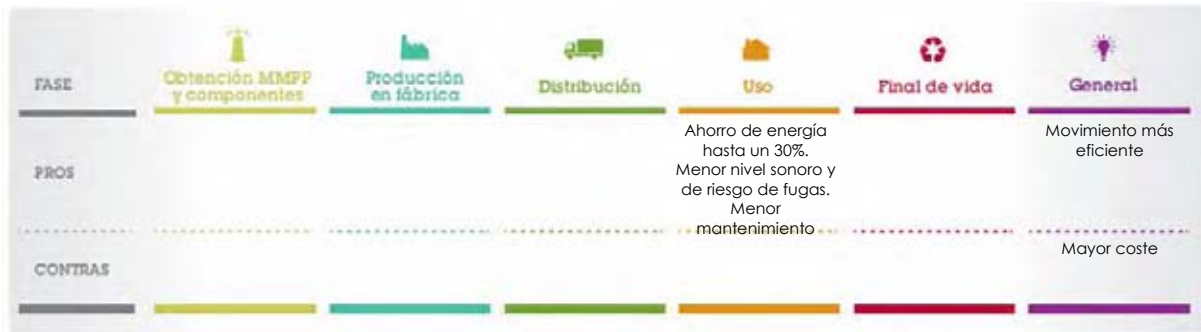 FASE
Obtención MMPP
y componentes
Producción
en fábrica
Distribución
Uso
Final de vida
General
PROS
Ahorro de energía
hasta un 30%.
Menor nivel sonoro y
de riesgo de fugas.
Menor
mantenimiento
Movimiento más
eficiente
CONTRAS
Mayor coste